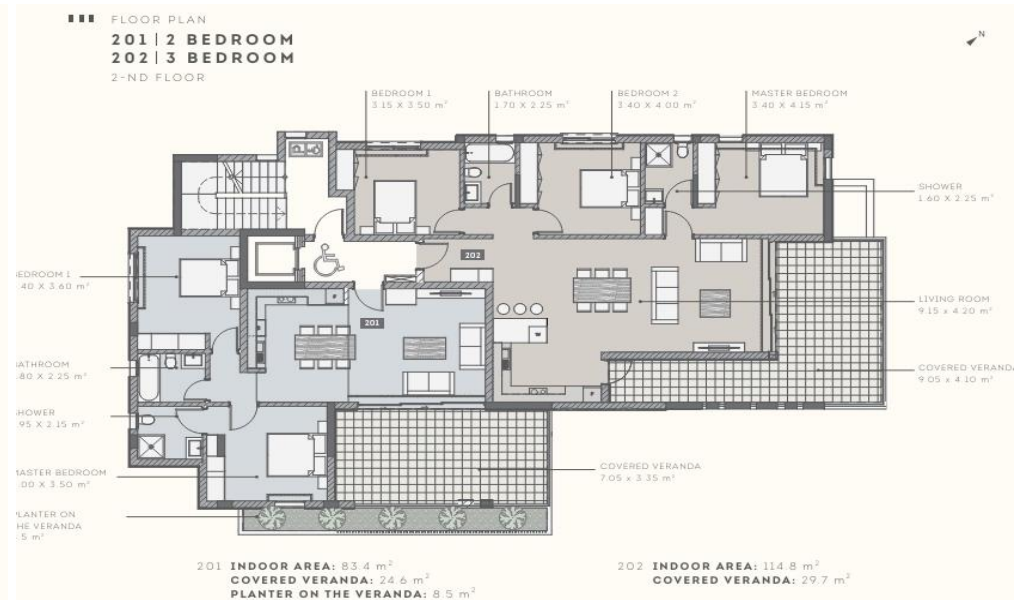 FLOOR PLAN
201 | 2 BEDROOM
202 | 3 BEDROOM
2-ND FLOOR
N
BEDROOM 1
3.15 X 3.50 m²
BATHROOM
1.70 X 2.25 m²
BEDROOM 2
3.40 X 4.00 m²
MASTER BEDROOM
3.40 X 4.15 m²
SHOWER
1.60 X 2.25 m²
202
EDROOM 1
.40 X 3.60 m²
LIVING ROOM
9.15 x 4.20 m²
201
BATHROOM
.80 X 2.25 m²
COVERED VERANDA
9.05 x 4.10 m²
SHOWER
.95 X 2.15 m²
MASTER BEDROOM
.00 X 3.50 m²
COVERED VERANDA
7.05 x 3.35 m²
PLANTER ON
HE VERANDA
.5 m²
201 INDOOR AREA: 83.4 m²
COVERED VERANDA: 24.6 m²
PLANTER ON THE VERANDA: 8.5 m²
202 INDOOR AREA: 114.8 m²
COVERED VERANDA: 29.7 m²